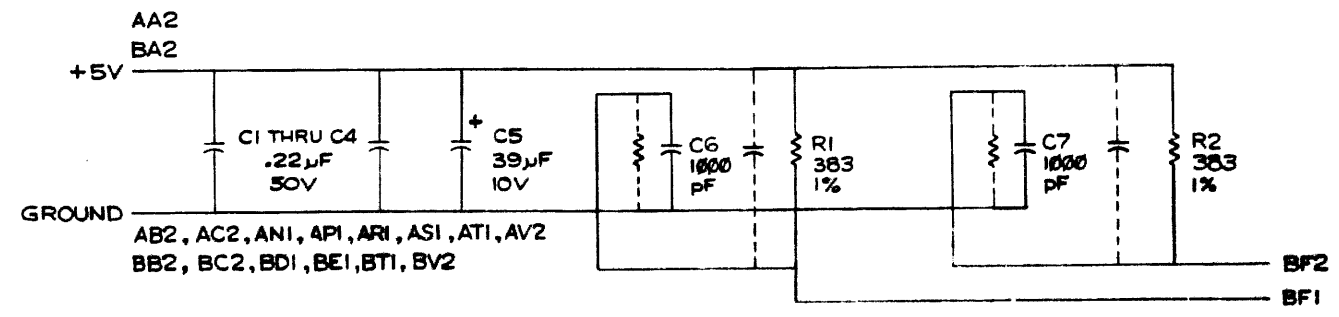 AA2
BA2
+5V
C1 THRU C4
.22µF
50V
+
C5
39µF
10V
C6
1000
pF
R1
383
1%
C7
1000
pF
R2
383
1%
GROUND
AB2, AC2, AN1, AP1, AR1, AS1, AT1, AV2
BB2, BC2, BD1, BE1, BT1, BV2
BF2
BF1